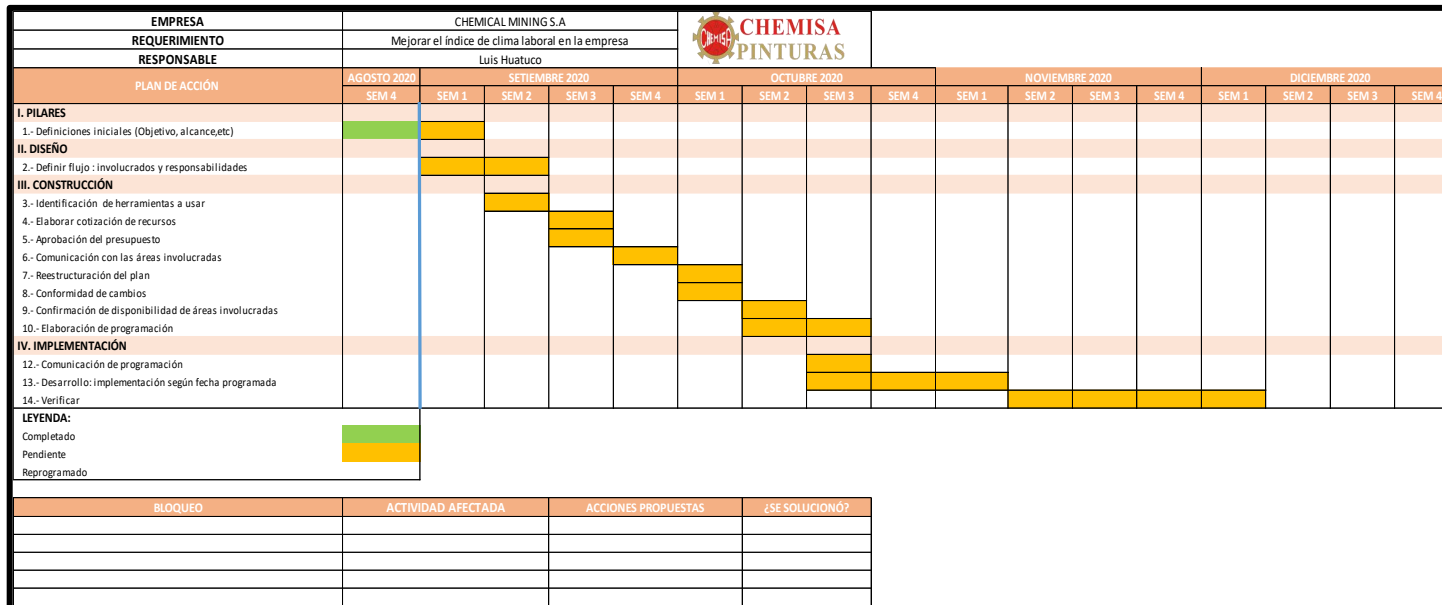 EMPRESA CHEMICAL MINING S.A
REQUERIMIENTO Mejorar el índice de clima laboral en la empresa
RESPONSABLE Luis Huatuco
CHEMISA
CHEMISA
PINTURAS
PLAN DE ACCIÓN AGOSTO 2020 SETIEMBRE 2020 OCTUBRE 2020 NOVIEMBRE 2020 DICIEMBRE 2020
SEM 4 SEM 1 SEM 2 SEM 3 SEM 4 SEM 1 SEM 2 SEM 3 SEM 4 SEM 1 SEM 2 SEM 3 SEM 4 SEM 1 SEM 2 SEM 3 SEM 4
I. PILARES
1.- Definiciones iniciales (Objetivo, alcance,etc)
II. DISEÑO
2.- Definir flujo : involucrados y responsabilidades
III. CONSTRUCCIÓN
3.- Identificación de herramientas a usar
4.- Elaborar cotización de recursos
5.- Aprobación del presupuesto
6.- Comunicación con las áreas involucradas
7.- Reestructuración del plan
8.- Conformidad de cambios
9.- Confirmación de disponibilidad de áreas involucradas
10.- Elaboración de programación
IV. IMPLEMENTACIÓN
12.- Comunicación de programación
13.- Desarrollo: implementación según fecha programada
14.- Verificar
LEYENDA:
Completado
Pendiente
Reprogramado
BLOQUEO ACTIVIDAD AFECTADA ACCIONES PROPUESTAS ¿SE SOLUCIONÓ?